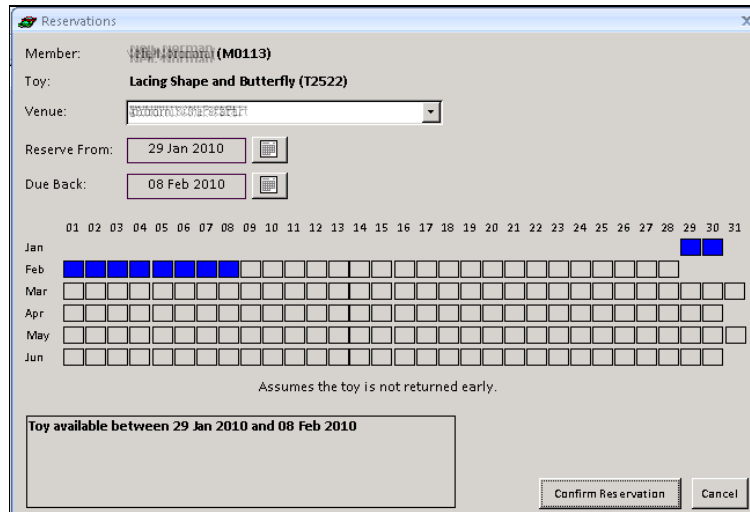 Reservations
Member: (M0113)
Toy: Lacing Shape and Butterfly (T2522)
Venue:
Reserve From: 29 Jan 2010
Due Back: 08 Feb 2010
01 02 03 04 05 06 07 08 09 10 11 12 13 14 15 16 17 18 19 20 21 22 23 24 25 26 27 28 29 30 31
Jan
Feb
Mar
Apr
May
Jun
Assumes the toy is not returned early.
Toy available between 29 Jan 2010 and 08 Feb 2010
Confirm Reservation Cancel